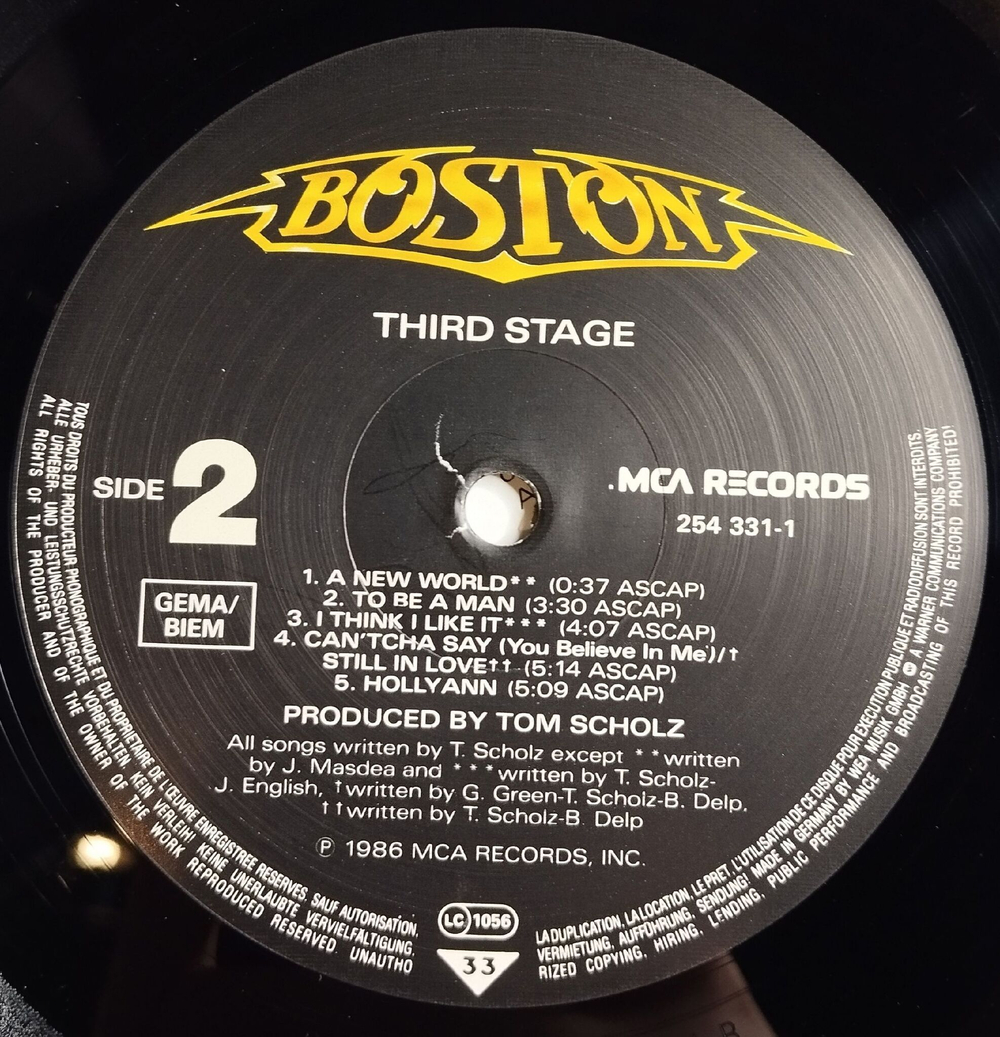 BOSTON
THIRD STAGE
SIDE 2
MCA RECORDS
254 331-1
GEMA/
BIEM
1. A NEW WORLD** (0:37 ASCAP)
2. TO BE A MAN (3:30 ASCAP)
3. I THINK I LIKE IT*** (4:07 ASCAP)
4. CAN'TCHA SAY (You Believe In Me)/†
STILL IN LOVE†† (5:14 ASCAP)
5. HOLLYANN (5:09 ASCAP)
PRODUCED BY TOM SCHOLZ
All songs written by T. Scholz except **written
by J. Masdea and ***written by T. Scholz-
J. English, †written by G. Green-T. Scholz-B. Delp,
††written by T. Scholz-B. Delp
℗ 1986 MCA RECORDS, INC.
LC 1056
33
TOUS DROITS DU PRODUCTEUR PHONOGRAPHIQUE ET DU PROPRIETAIRE DE L'ŒUVRE ENREGISTREE RESERVES. SAUF AUTORISATION,
LA DUPLICATION, LA LOCATION, LE PRET, L'UTILISATION DE CE DISQUE POUR EXECUTION PUBLIQUE ET RADIODIFFUSION SONT INTERDITS.
ALLE URHEBER- UND LEISTUNGSSCHUTZRECHTE VORBEHALTEN KEIN VERLEIH! KEINE UNERLAUBTE VERVIELFÄLTIGUNG,
VERMIETUNG, AUFFÜHRUNG, SENDUNG! MADE IN GERMANY BY WEA MUSIK GMBH A WARNER COMMUNICATIONS COMPANY
ALL RIGHTS OF THE PRODUCER AND OF THE OWNER OF THE WORK REPRODUCED RESERVED. UNAUTHO
RIZED COPYING, HIRING, LENDING, PUBLIC PERFORMANCE AND BROADCASTING OF THIS RECORD PROHIBITED!